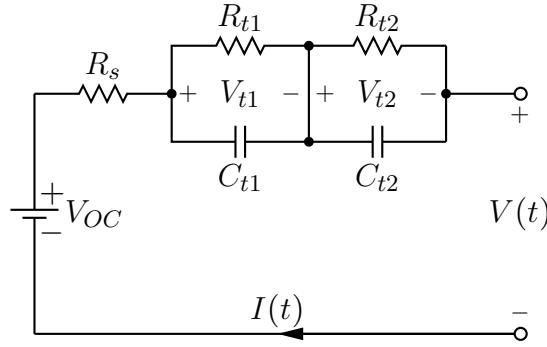 R_{t1} R_{t2}
R_s
+ V_{t1} − + V_{t2} −
+
C_{t1} C_{t2}
+
V_{OC} V(t)
−
I(t) −